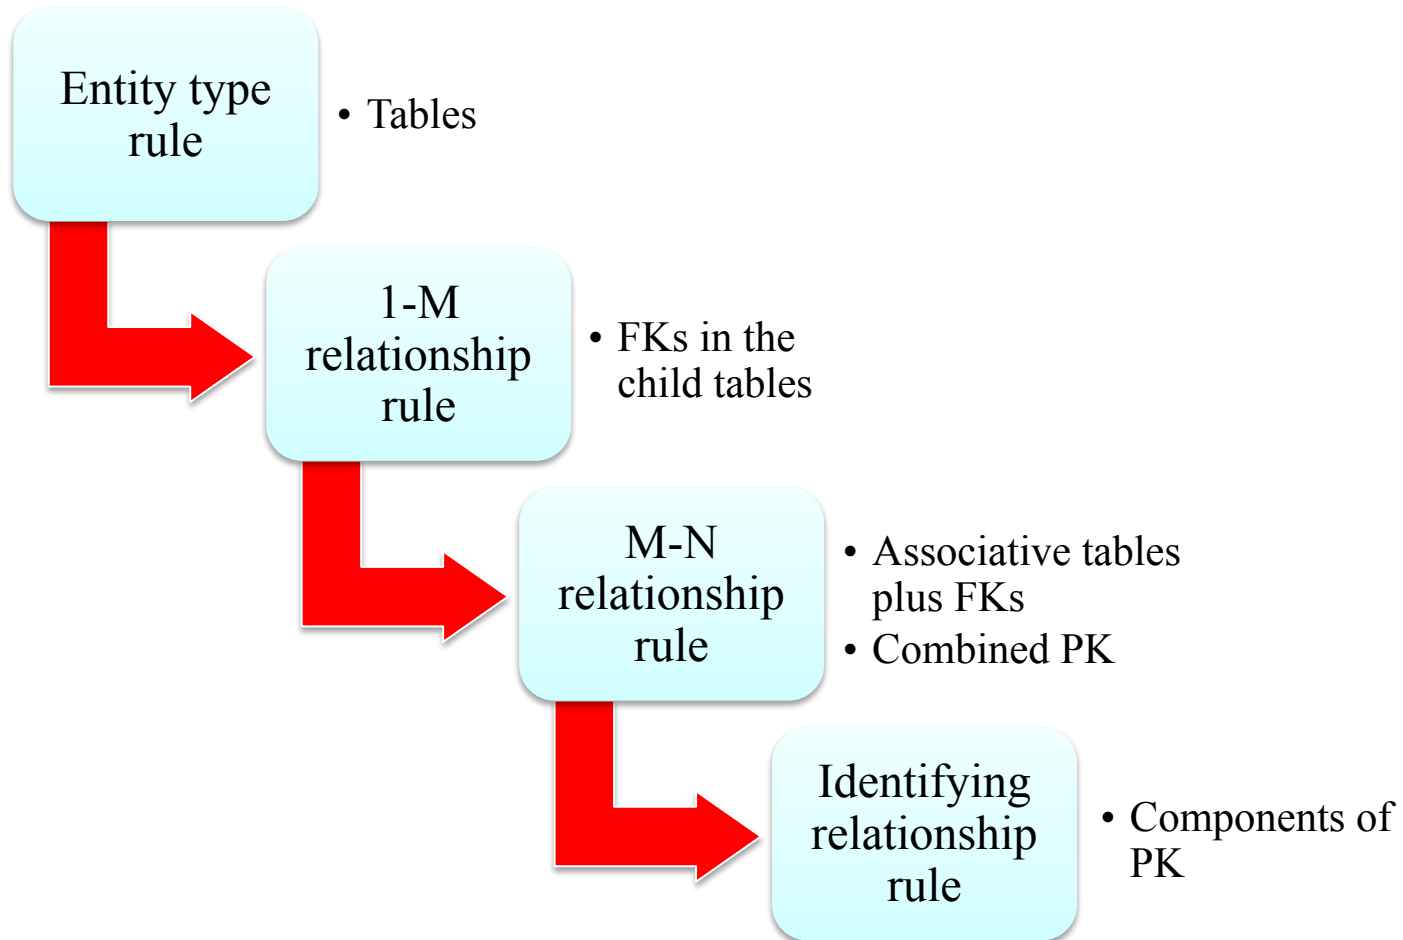 Entity type
rule
• Tables
1-M
relationship
rule
• FKs in the
child tables
M-N
relationship
rule
• Associative tables
plus FKs
• Combined PK
Identifying
relationship
rule
• Components of
PK